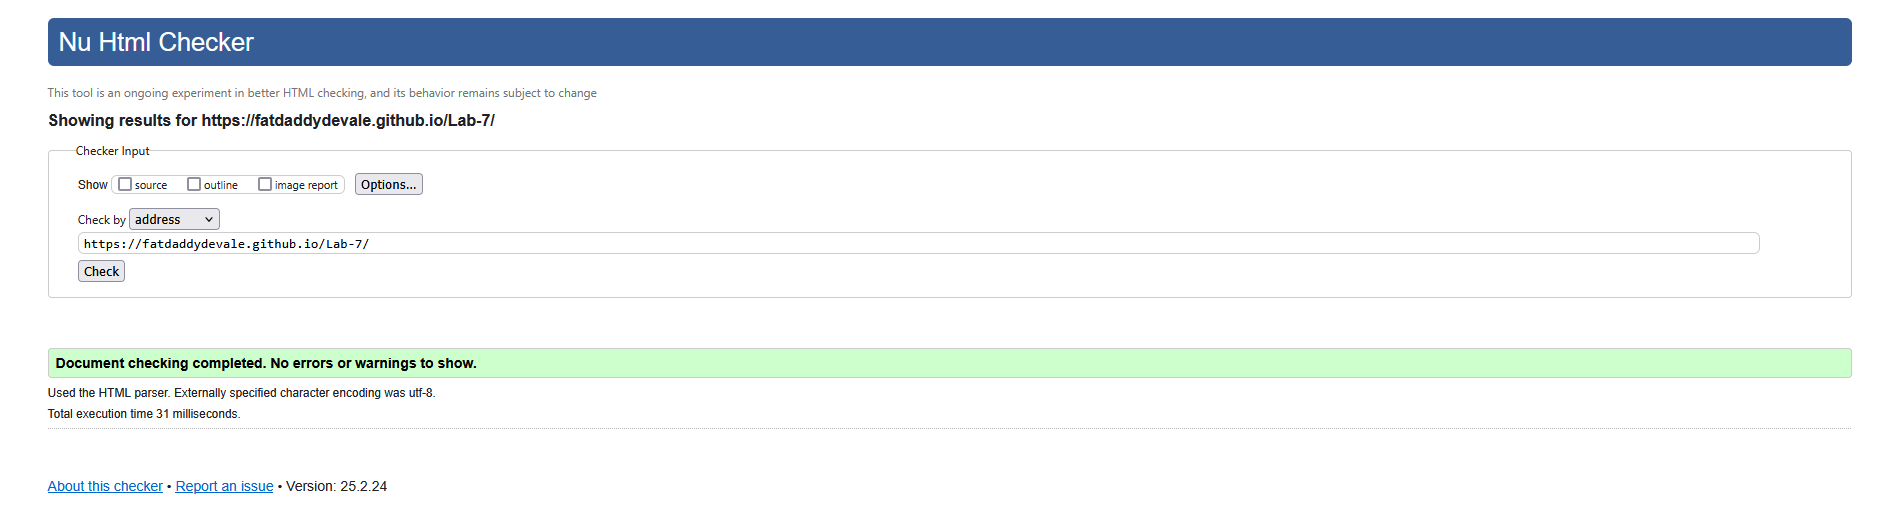 Nu Html Checker
This tool is an ongoing experiment in better HTML checking, and its behavior remains subject to change
Showing results for https://fatdaddydevale.github.io/Lab-7/
Checker Input
Show source outline image report Options...
Check by address
https://fatdaddydevale.github.io/Lab-7/
Check
Document checking completed. No errors or warnings to show.
Used the HTML parser. Externally specified character encoding was utf-8.
Total execution time 31 milliseconds.
About this checker • Report an issue • Version: 25.2.24